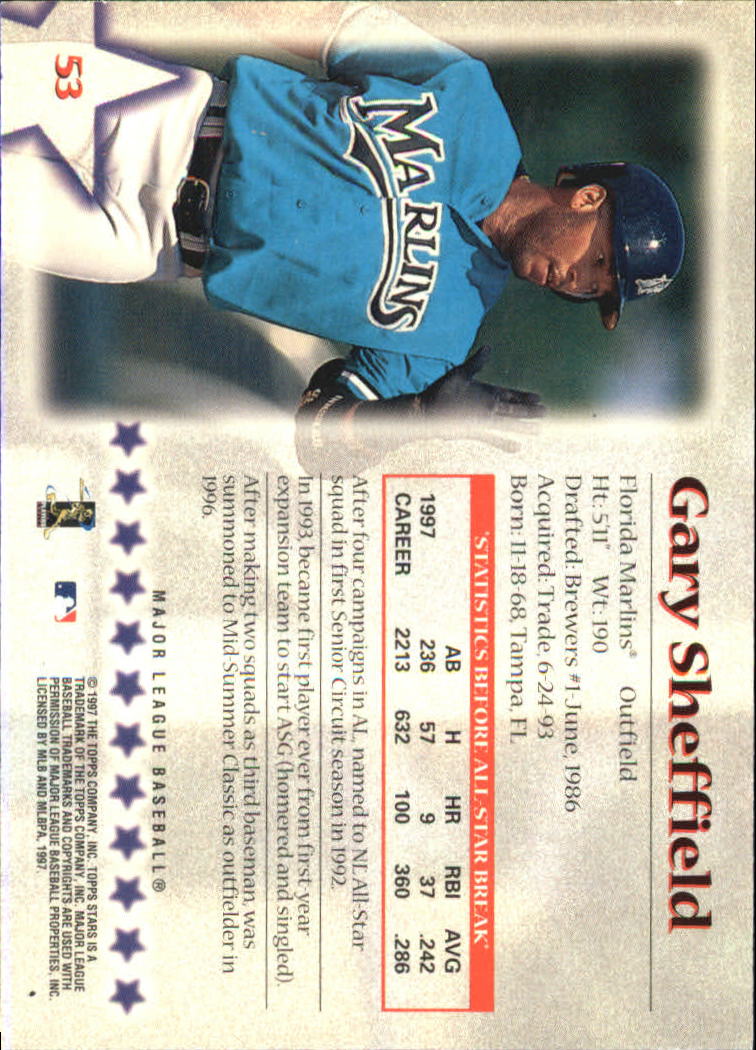 Gary Sheffield
Florida Marlins® Outfield
Ht: 5'11" Wt: 190
Drafted: Brewers #1-June, 1986
Acquired: Trade, 6-24-93
Born: 11-18-68, Tampa, FL
"STATISTICS BEFORE ALL-STAR BREAK"
AB H HR RBI AVG
1997 236 57 9 37 .242
CAREER 2213 632 100 360 .286
After four campaigns in AL, named to NL All-Star
squad in first Senior Circuit season in 1992.
In 1993, became first player ever from first-year
expansion team to start ASG (homered and singled).
After making two squads as third baseman, was
summoned to Mid-Summer Classic as outfielder in
1996.
MAJOR LEAGUE BASEBALL®
© 1997 THE TOPPS COMPANY, INC. TOPPS STARS IS A
TRADEMARK OF THE TOPPS COMPANY, INC. MAJOR LEAGUE
BASEBALL TRADEMARKS AND COPYRIGHTS ARE USED WITH
PERMISSION OF MAJOR LEAGUE BASEBALL PROPERTIES, INC.
LICENSED BY MLB AND MLBPA, 1997.
MARLINS
53